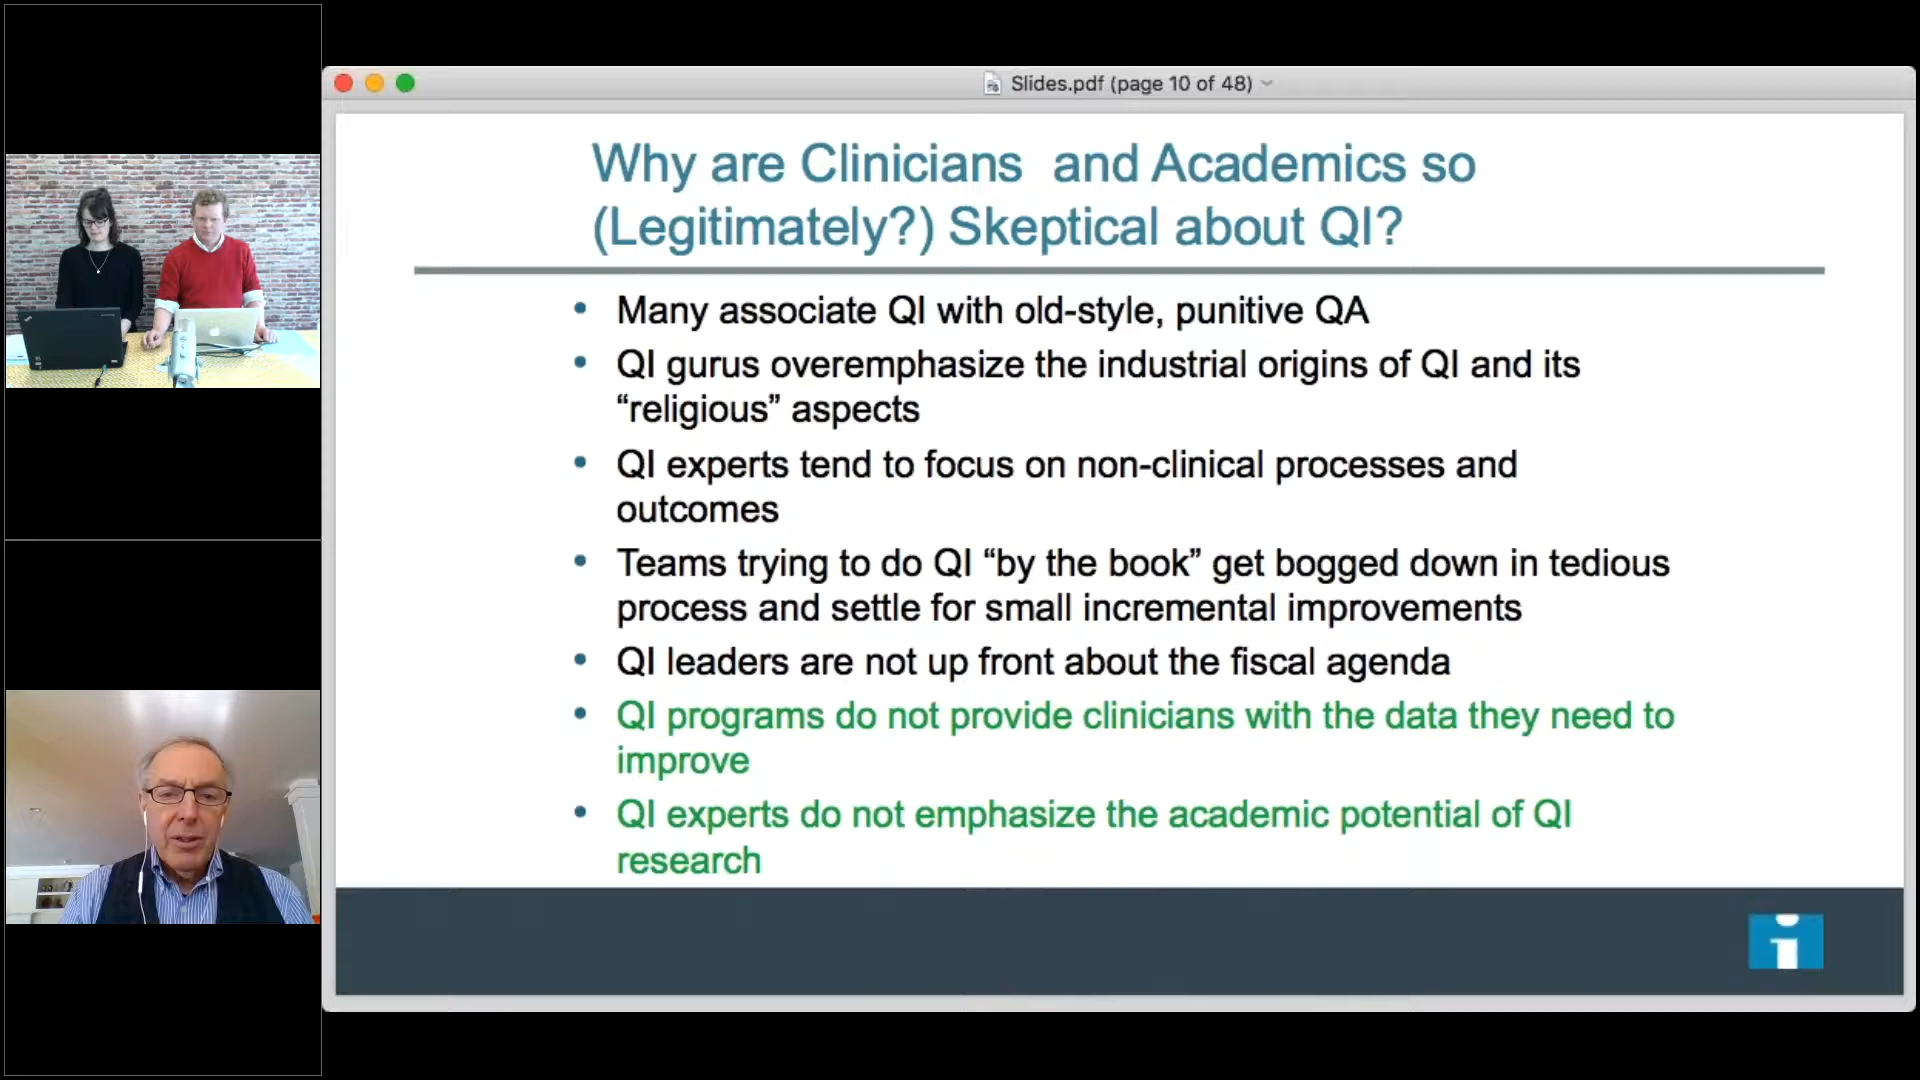 Slides.pdf (page 10 of 48)
Why are Clinicians and Academics so
(Legitimately?) Skeptical about QI?
• Many associate QI with old-style, punitive QA
• QI gurus overemphasize the industrial origins of QI and its
“religious” aspects
• QI experts tend to focus on non-clinical processes and
outcomes
• Teams trying to do QI “by the book” get bogged down in tedious
process and settle for small incremental improvements
• QI leaders are not up front about the fiscal agenda
• QI programs do not provide clinicians with the data they need to
improve
• QI experts do not emphasize the academic potential of QI
research
i